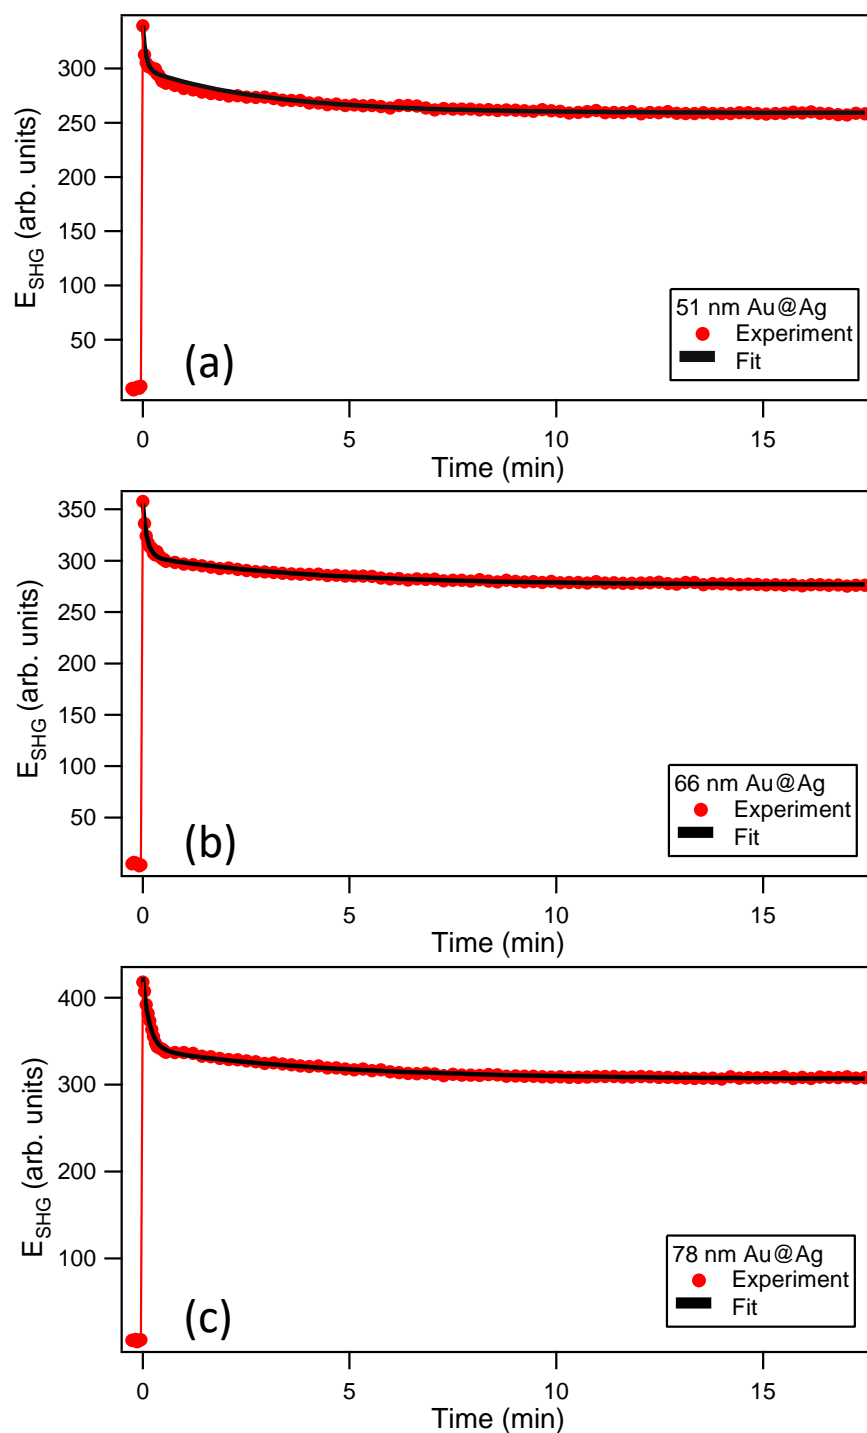 300
250
200
150
100
50
E_SHG (arb. units)
51 nm Au@Ag
Experiment
Fit
(a)
0 5 10 15
Time (min)
350
300
250
200
150
100
50
E_SHG (arb. units)
66 nm Au@Ag
Experiment
Fit
(b)
0 5 10 15
Time (min)
400
300
200
100
E_SHG (arb. units)
78 nm Au@Ag
Experiment
Fit
(c)
0 5 10 15
Time (min)